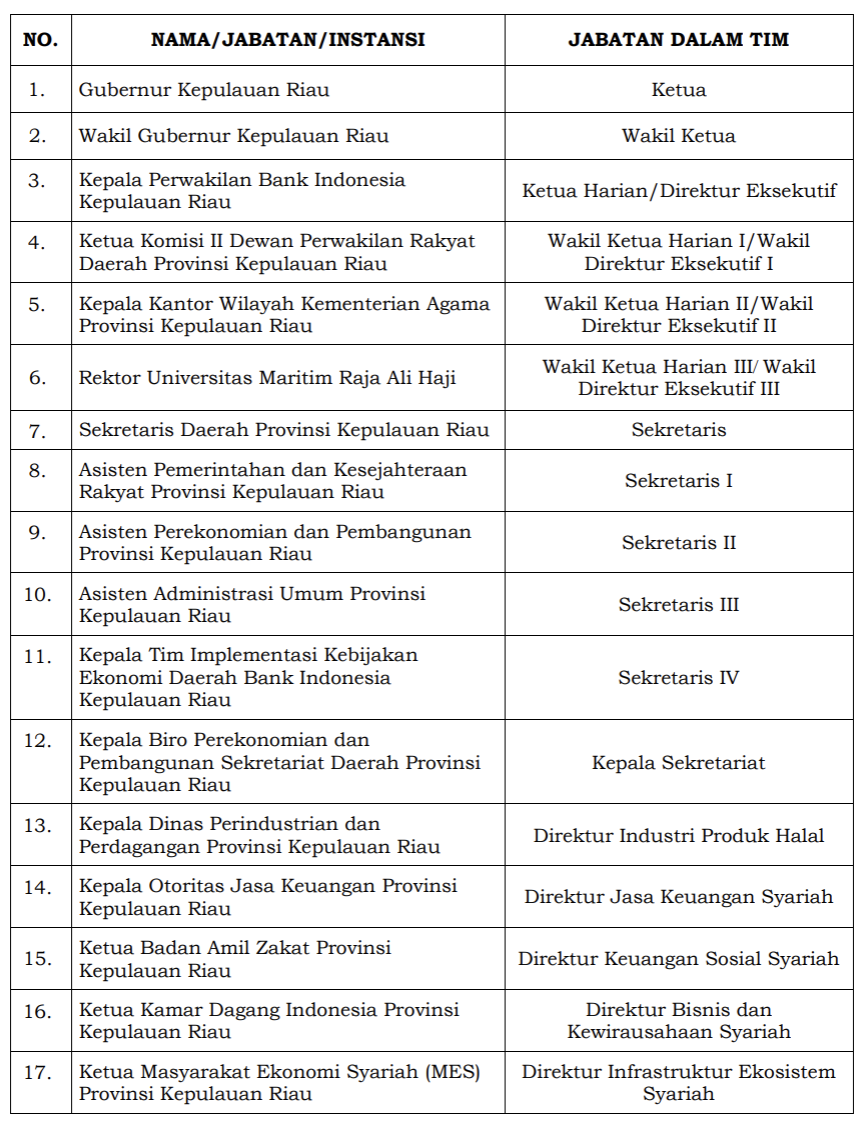 NO. NAMA/JABATAN/INSTANSI JABATAN DALAM TIM
1. Gubernur Kepulauan Riau Ketua
2. Wakil Gubernur Kepulauan Riau Wakil Ketua
3. Kepala Perwakilan Bank Indonesia
Kepulauan Riau
Ketua Harian/Direktur Eksekutif
4. Ketua Komisi II Dewan Perwakilan Rakyat
Daerah Provinsi Kepulauan Riau
Wakil Ketua Harian I/Wakil
Direktur Eksekutif I
5. Kepala Kantor Wilayah Kementerian Agama
Provinsi Kepulauan Riau
Wakil Ketua Harian II/Wakil
Direktur Eksekutif II
6. Rektor Universitas Maritim Raja Ali Haji
Wakil Ketua Harian III/ Wakil
Direktur Eksekutif III
7. Sekretaris Daerah Provinsi Kepulauan Riau Sekretaris
8. Asisten Pemerintahan dan Kesejahteraan
Rakyat Provinsi Kepulauan Riau
Sekretaris I
9. Asisten Perekonomian dan Pembangunan
Provinsi Kepulauan Riau
Sekretaris II
10. Asisten Administrasi Umum Provinsi
Kepulauan Riau
Sekretaris III
11. Kepala Tim Implementasi Kebijakan
Ekonomi Daerah Bank Indonesia
Kepulauan Riau
Sekretaris IV
12. Kepala Biro Perekonomian dan
Pembangunan Sekretariat Daerah Provinsi
Kepulauan Riau
Kepala Sekretariat
13. Kepala Dinas Perindustrian dan
Perdagangan Provinsi Kepulauan Riau
Direktur Industri Produk Halal
14. Kepala Otoritas Jasa Keuangan Provinsi
Kepulauan Riau
Direktur Jasa Keuangan Syariah
15. Ketua Badan Amil Zakat Provinsi
Kepulauan Riau
Direktur Keuangan Sosial Syariah
16. Ketua Kamar Dagang Indonesia Provinsi
Kepulauan Riau
Direktur Bisnis dan
Kewirausahaan Syariah
17. Ketua Masyarakat Ekonomi Syariah (MES)
Provinsi Kepulauan Riau
Direktur Infrastruktur Ekosistem
Syariah